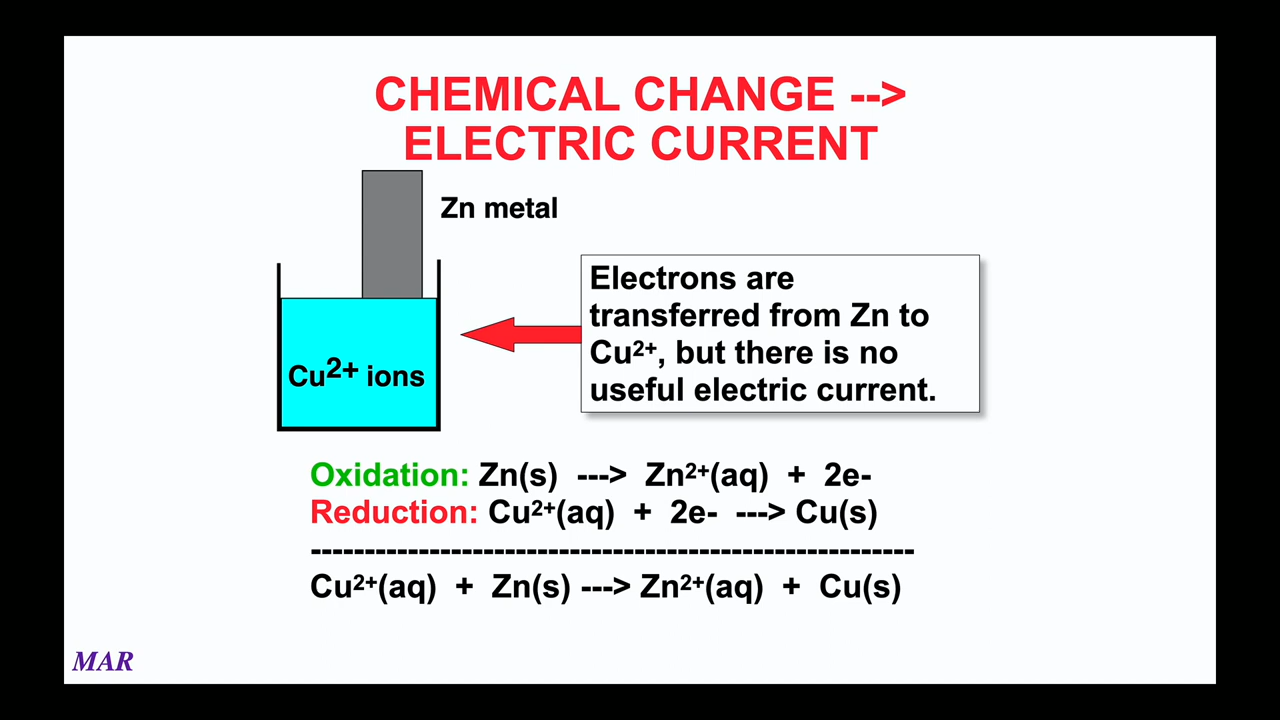 CHEMICAL CHANGE -->
ELECTRIC CURRENT
Zn metal
Electrons are
transferred from Zn to
Cu²⁺, but there is no
useful electric current.
Cu²⁺ ions
Oxidation: Zn(s) ---> Zn²⁺(aq) + 2e-
Reduction: Cu²⁺(aq) + 2e- ---> Cu(s)
--------------------------------------------------------
Cu²⁺(aq) + Zn(s) ---> Zn²⁺(aq) + Cu(s)
MAR